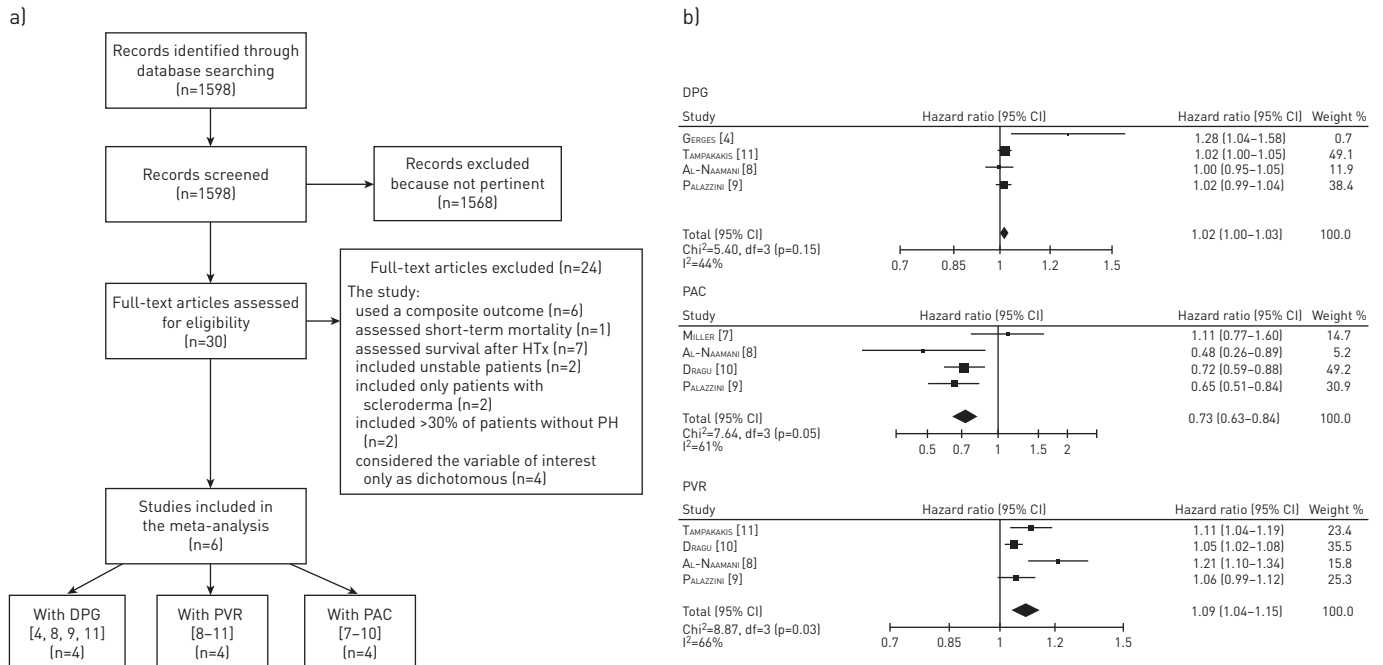 a)
Records identified through
database searching
(n=1598)
Records screened
(n=1598)
Records excluded
because not pertinent
(n=1568)
Full-text articles assessed
for eligibility
(n=30)
Full-text articles excluded (n=24)
The study:
used a composite outcome (n=6)
assessed short-term mortality (n=1)
assessed survival after HTx (n=7)
included unstable patients (n=2)
included only patients with
scleroderma (n=2)
included >30% of patients without PH
(n=2)
considered the variable of interest
only as dichotomous (n=4)
Studies included in
the meta-analysis
(n=6)
With DPG
[4, 8, 9, 11]
(n=4)
With PVR
[8–11]
(n=4)
With PAC
[7–10]
(n=4)
b)
DPG
Study Hazard ratio (95% CI) Hazard ratio (95% CI) Weight %
Gerges [4] 1.28 (1.04–1.58) 0.7
Tampakakis [11] 1.02 (1.00–1.05) 49.1
Al-Naamani [8] 1.00 (0.95–1.05) 11.9
Palazzini [9] 1.02 (0.99–1.04) 38.4
Total (95% CI) 1.02 (1.00–1.03) 100.0
Chi²=5.40, df=3 (p=0.15)
I²=44%
0.7 0.85 1 1.2 1.5
PAC
Study Hazard ratio (95% CI) Hazard ratio (95% CI) Weight %
Miller [7] 1.11 (0.77–1.60) 14.7
Al-Naamani [8] 0.48 (0.26–0.89) 5.2
Dragu [10] 0.72 (0.59–0.88) 49.2
Palazzini [9] 0.65 (0.51–0.84) 30.9
Total (95% CI) 0.73 (0.63–0.84) 100.0
Chi²=7.64, df=3 (p=0.05)
I²=61%
0.5 0.7 1 1.5 2
PVR
Study Hazard ratio (95% CI) Hazard ratio (95% CI) Weight %
Tampakakis [11] 1.11 (1.04–1.19) 23.4
Dragu [10] 1.05 (1.02–1.08) 35.5
Al-Naamani [8] 1.21 (1.10–1.34) 15.8
Palazzini [9] 1.06 (0.99–1.12) 25.3
Total (95% CI) 1.09 (1.04–1.15) 100.0
Chi²=8.87, df=3 (p=0.03)
I²=66%
0.7 0.85 1 1.2 1.5